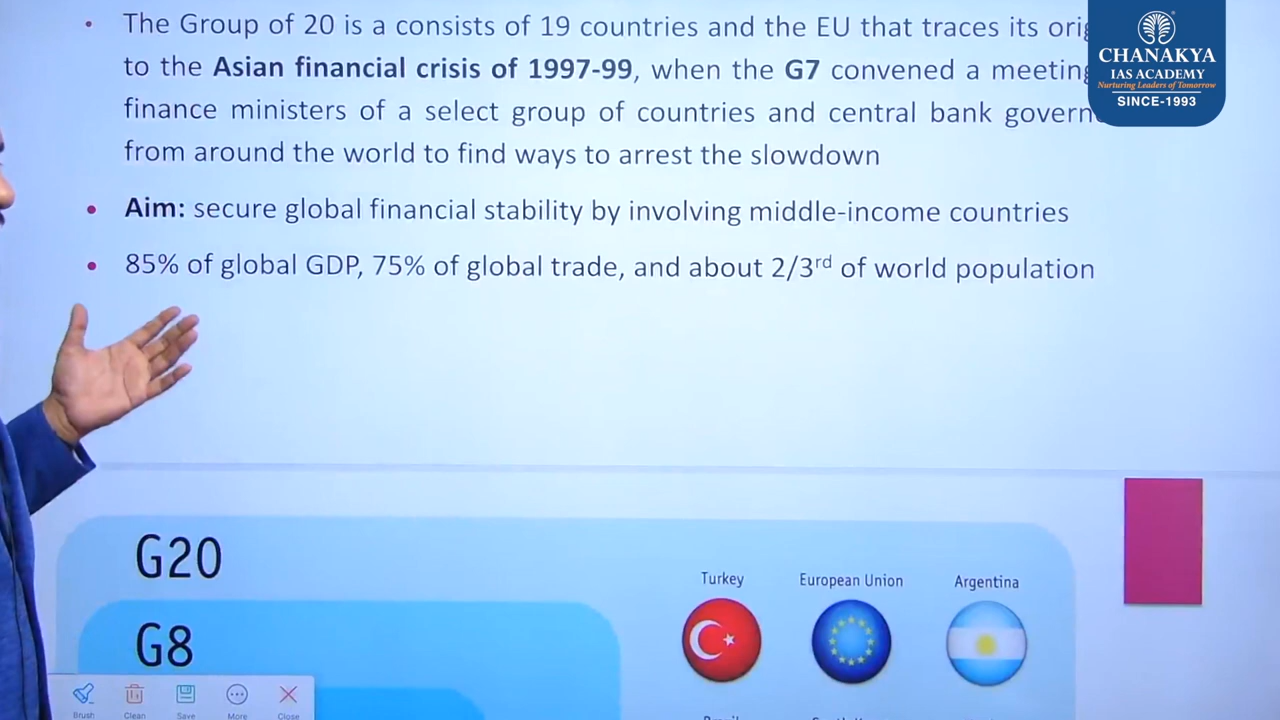 • The Group of 20 is a consists of 19 countries and the EU that traces its
to the Asian financial crisis of 1997-99, when the G7 convened a meeting
finance ministers of a select group of countries and central bank
from around the world to find ways to arrest the slowdown
• Aim: secure global financial stability by involving middle-income countries
• 85% of global GDP, 75% of global trade, and about 2/3rd of world population
CHANAKYA
IAS ACADEMY
Nurturing Leaders of Tomorrow
SINCE-1993
G20
G8
Turkey
European Union
Argentina
Brush
Clean
Save
More
Close